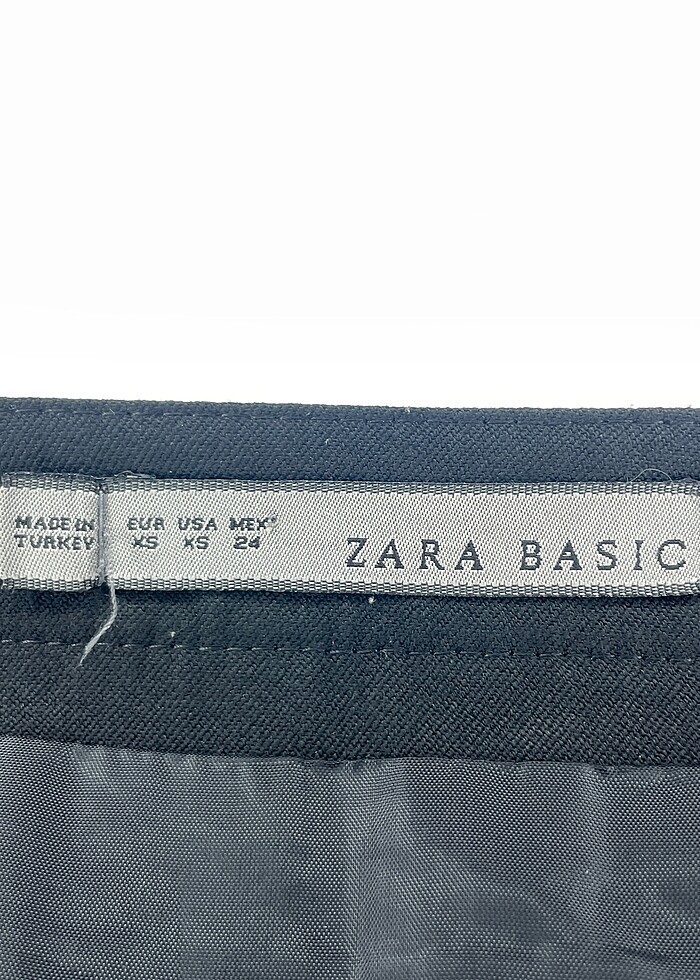 MADE IN
TURKEY
EUR USA MEX
XS XS 24
ZARA BASIC